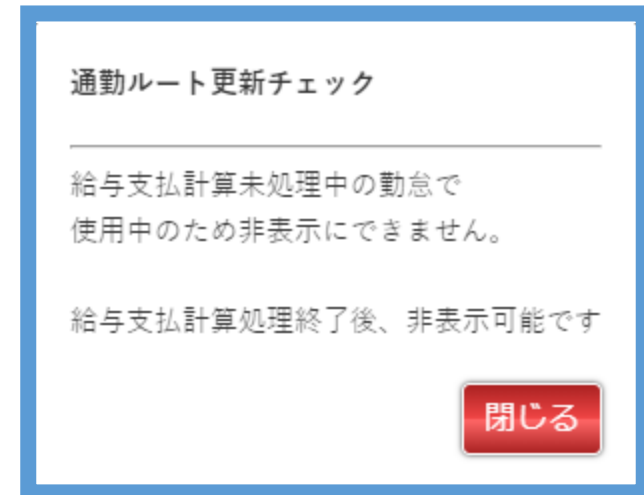 通勤ルート更新チェック
給与支払計算未処理中の勤怠で
使用中のため非表示にできません。
給与支払計算処理終了後、非表示可能です
閉じる